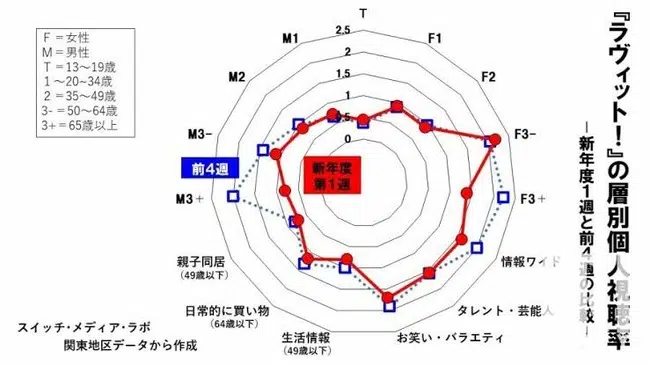 『ラヴィット!』の層別個人視聴率
－新年度1週と前4週の比較－
F = 女性
M = 男性
T = 13～19歳
1 ～20~34歳
2 = 35～49歳
3- = 50～64歳
3+ = 65歳以上
T
F1
F2
F3-
F3+
情報ワイド
タレント・芸能人
お笑い・バラエティ
生活情報
(49歳以下)
日常的に買い物
(64歳以下)
親子同居
(49歳以下)
M3+
M3-
M2
M1
2.5
2
1.5
1
0.5
0
前4週
新年度
第1週
スイッチ・メディア・ラボ
関東地区データから作成